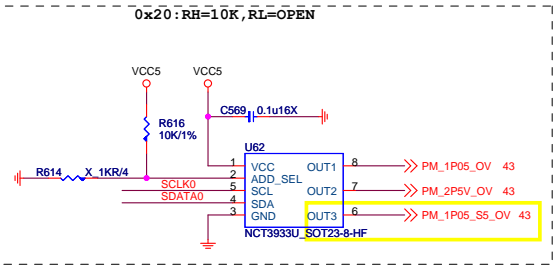 0x20:RH=10K,RL=OPEN
VCC5
VCC5
C569
0.1u16X
R616
10K/1%
U62
R614
X_1KR/4
1
VCC
OUT1
8
PM_1P05_OV 43
2
ADD_SEL
SCLK0
5
SCL
OUT2
7
PM_2P5V_OV 43
SDATA0
4
SDA
3
GND
OUT3
6
PM_1P05_S5_OV 43
NCT3933U_SOT23-8-HF